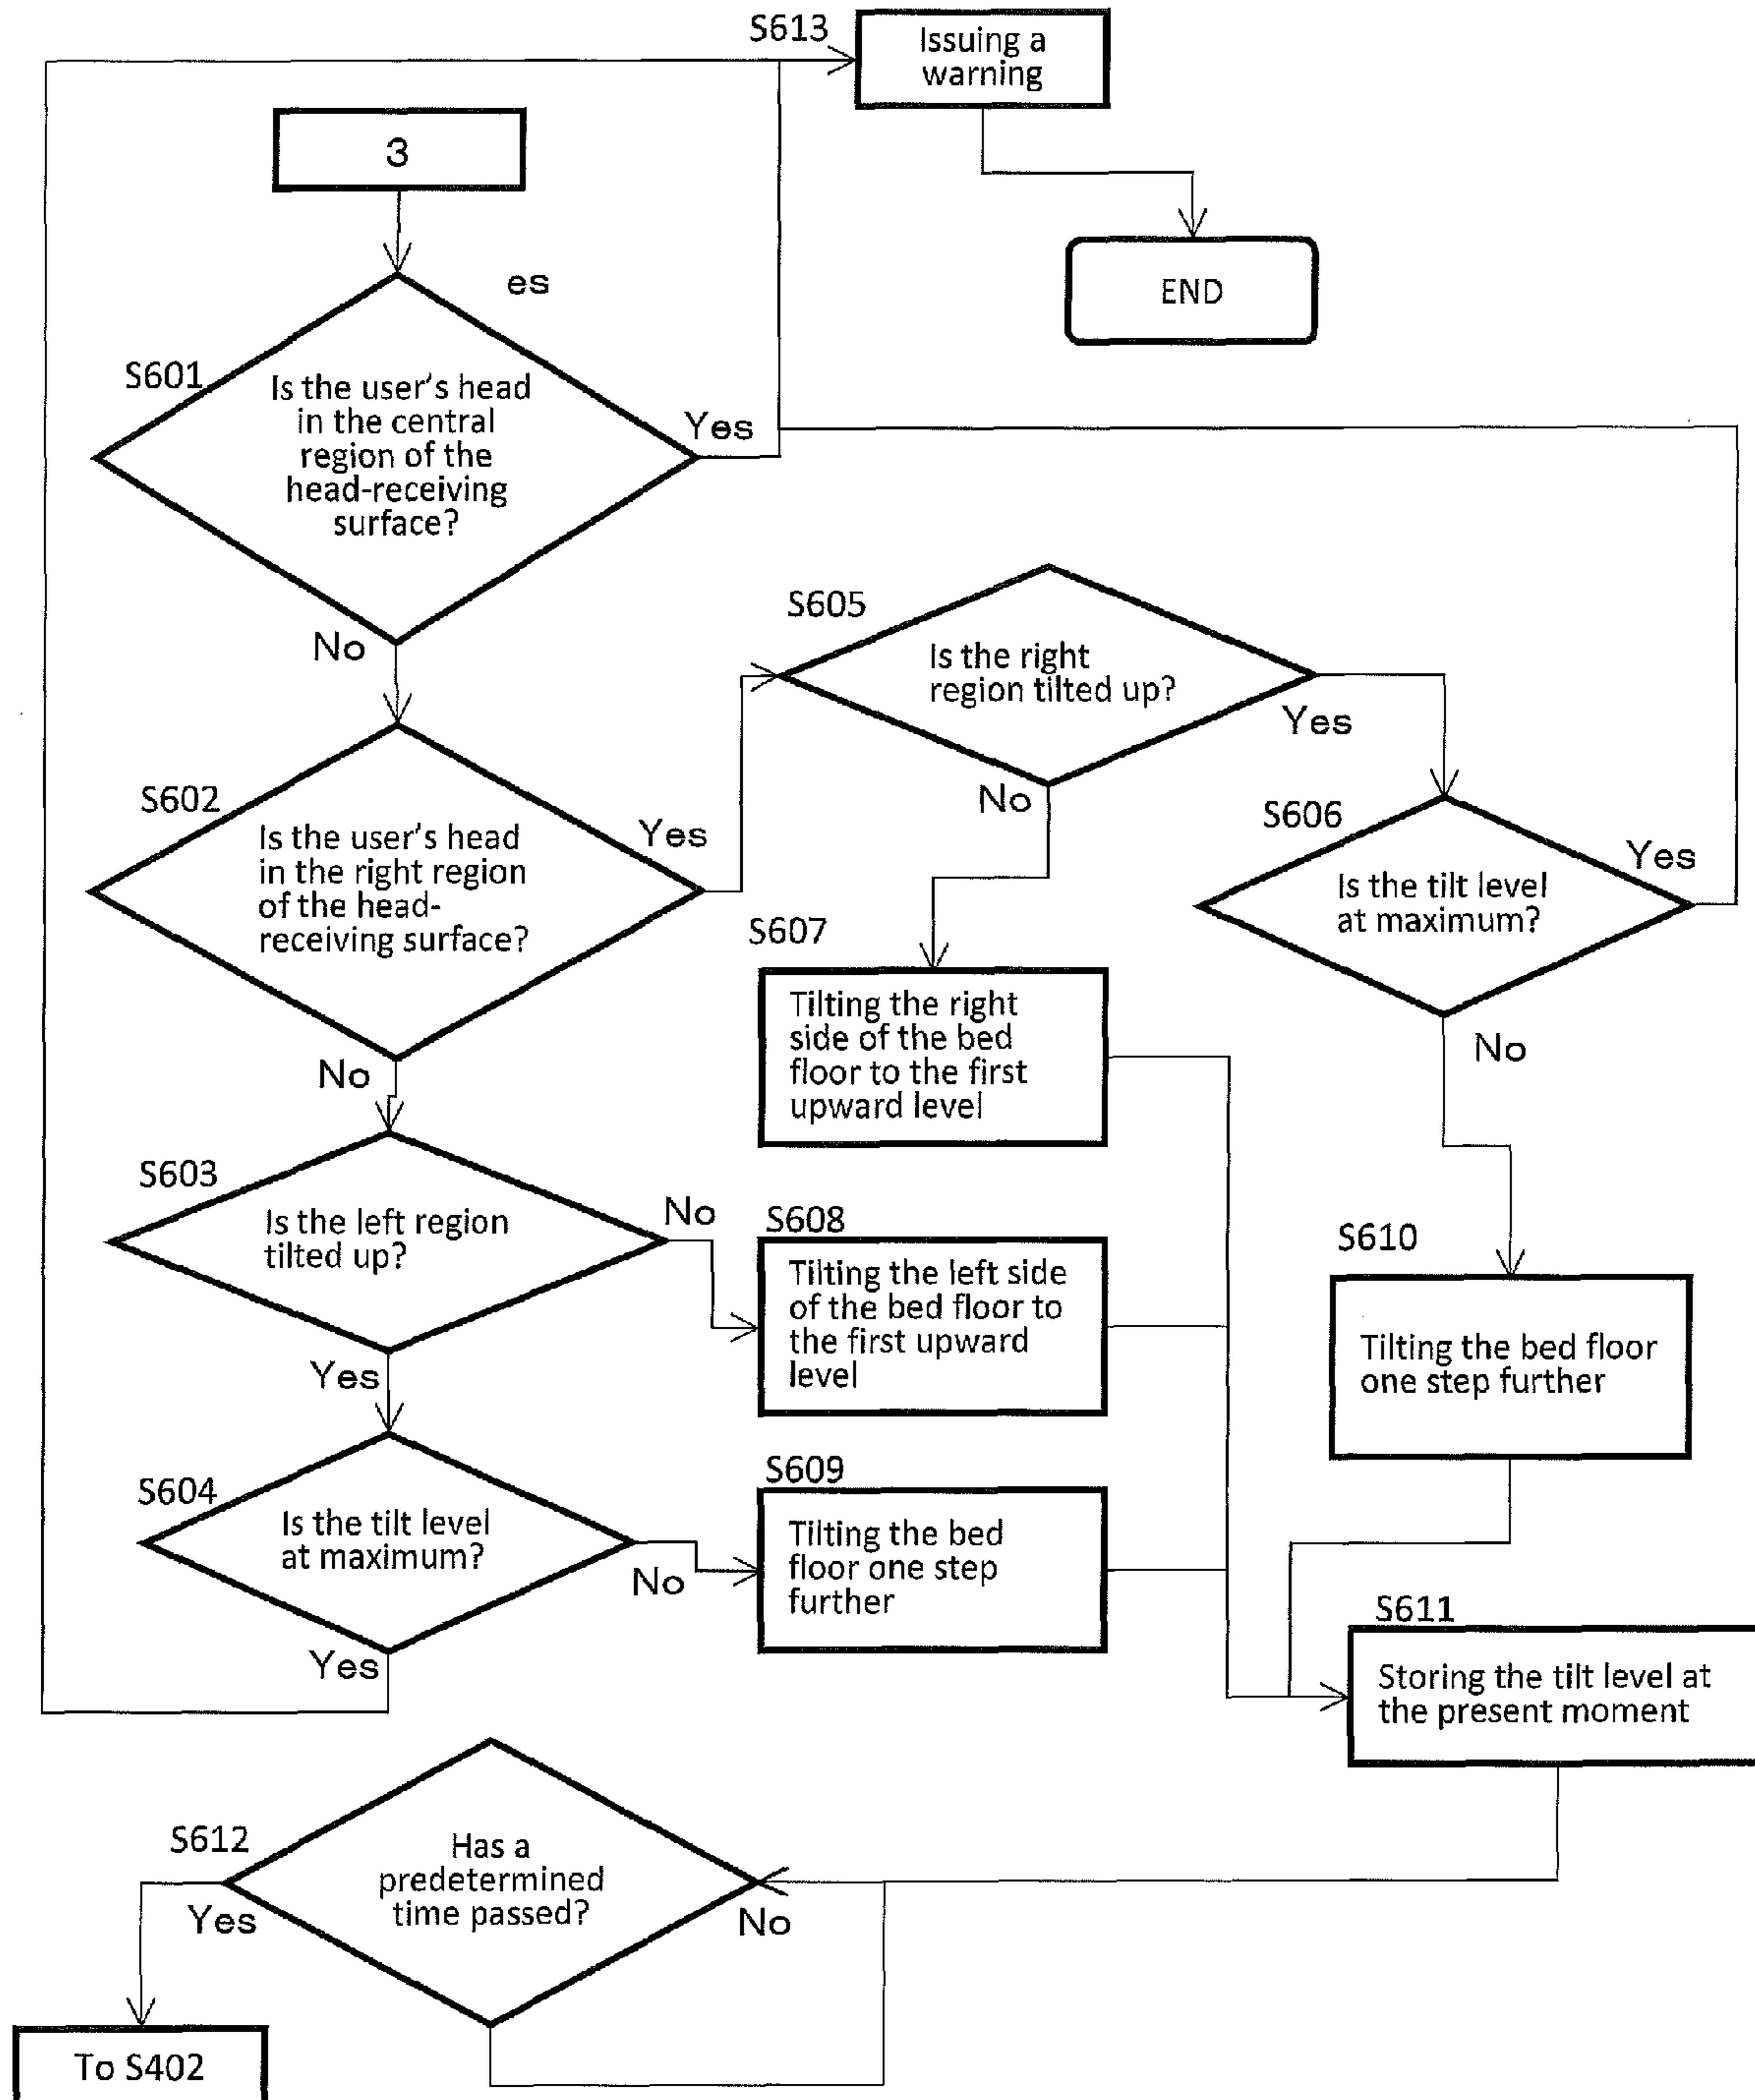 S613
Issuing a
warning
3
END
es
S601
Is the user's head
in the central
region of the
head-receiving
surface?
Yes
No
S605
Is the right
region tilted up?
Yes
No
S602
Is the user's head
in the right region
of the head-
receiving surface?
Yes
No
S606
Is the tilt level
at maximum?
Yes
No
S607
Tilting the right
side of the bed
floor to the first
upward level
S603
Is the left region
tilted up?
No
Yes
S608
Tilting the left side
of the bed floor to
the first upward
level
S610
Tilting the bed floor
one step further
S604
Is the tilt level
at maximum?
No
Yes
S609
Tilting the bed
floor one step
further
S611
Storing the tilt level at
the present moment
S612
Has a
predetermined
time passed?
Yes
No
To S402